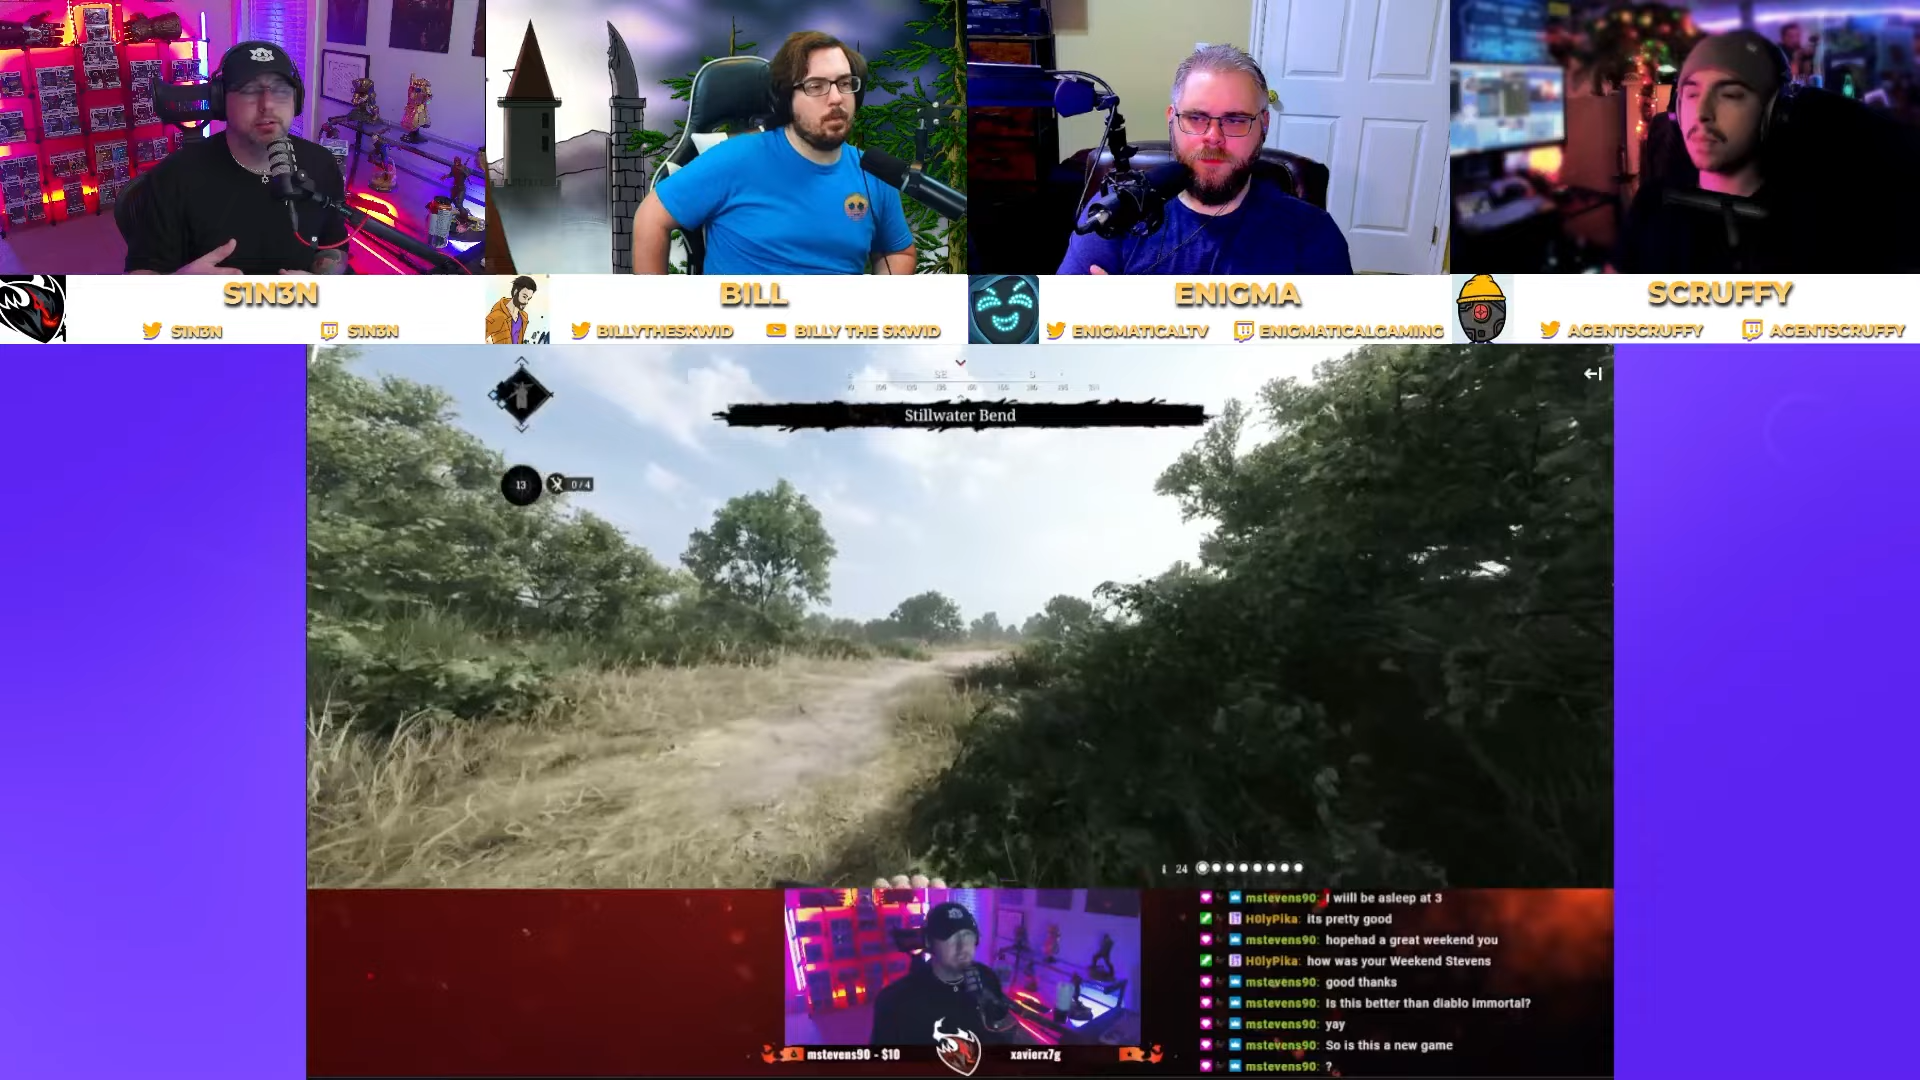 S1N3N
S1N3N
S1N3N
BILL
BILLYTHESKWID
BILLY THE SKWID
ENIGMA
ENIGMATICALTV
ENIGMATICALGAMING
SCRUFFY
AGENTSCRUFFY
AGENTSCRUFFY
Stillwater Bend
13
0/4
24
mstevens90: I wiill be asleep at 3
H0lyPika: its pretty good
mstevens90: hopehad a great weekend you
H0lyPika: how was your Weekend Stevens
mstevens90: good thanks
mstevens90: Is this better than diablo immortal?
mstevens90: yay
mstevens90: So is this a new game
mstevens90: ?
mstevens90 - $10
xavierx7g